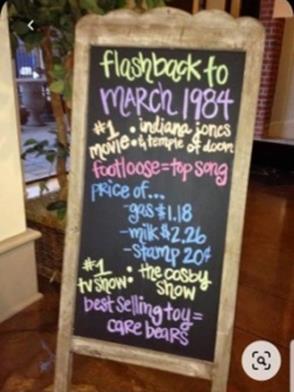 flashback to
MARCH 1984
#1 movie: indiana jones
& temple of doom
footloose = top song
price of...
-gas $1.18
-milk $2.26
-stamp 20¢
#1 tv show: the cosby
show
best selling toy =
care bears